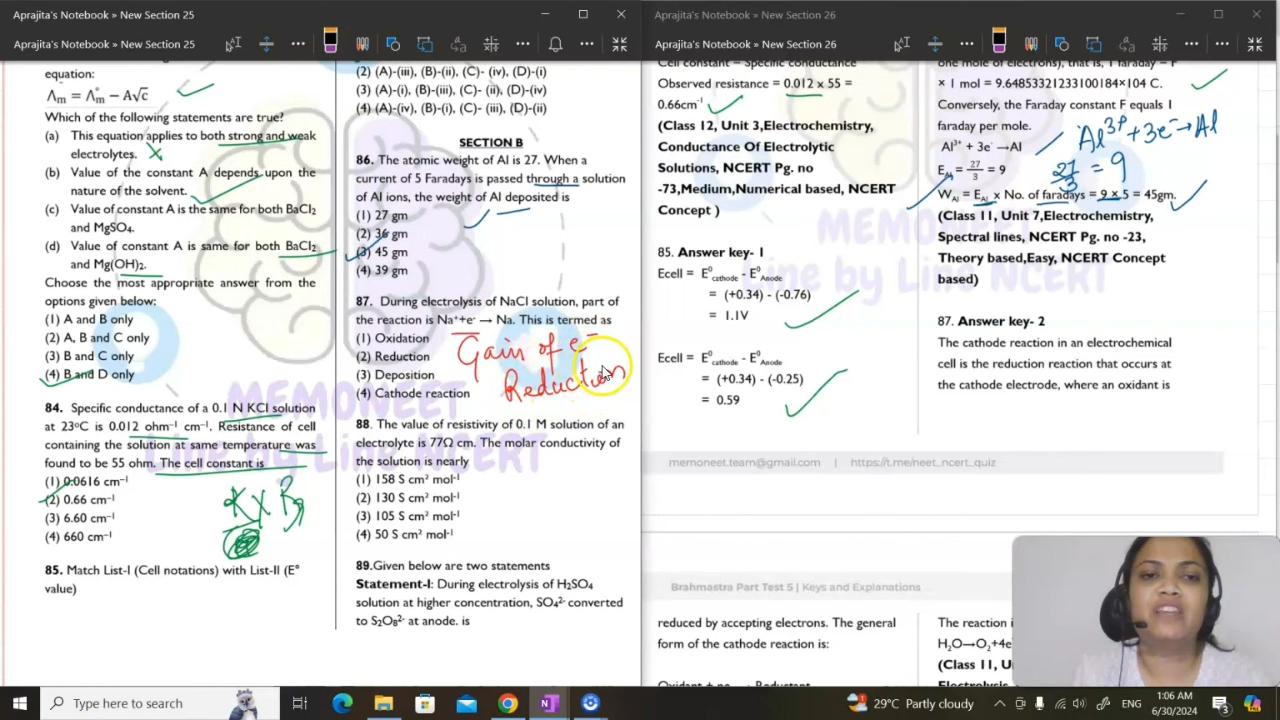 Aprajita's Notebook » New Section 25
Aprajita's Notebook » New Section 25
equation:
Λm = Λ°m − A√c
Which of the following statements are true?
(a) This equation applies to both strong and weak
electrolytes.
(b) Value of the constant A depends upon the
nature of the solvent.
(c) Value of constant A is the same for both BaCl2
and MgSO4.
(d) Value of constant A is same for both BaCl2
and Mg(OH)2.
Choose the most appropriate answer from the
options given below:
(1) A and B only
(2) A, B and C only
(3) B and C only
(4) B and D only
84. Specific conductance of a 0.1 N KCl solution
at 23°C is 0.012 ohm⁻¹ cm⁻¹. Resistance of cell
containing the solution at same temperature was
found to be 55 ohm. The cell constant is
(1) 0.0616 cm⁻¹
(2) 0.66 cm⁻¹
(3) 6.60 cm⁻¹
(4) 660 cm⁻¹
85. Match List-I (Cell notations) with List-II (E°
value)
(2) (A)-(iii), (B)-(ii), (C)- (iv), (D)-(i)
(3) (A)-(i), (B)-(iii), (C)- (ii), (D)-(iv)
(4) (A)-(iv), (B)-(i), (C)- (iii), (D)-(ii)
SECTION B
86. The atomic weight of Al is 27. When a
current of 5 Faradays is passed through a solution
of Al ions, the weight of Al deposited is
(1) 27 gm
(2) 36 gm
(3) 45 gm
(4) 39 gm
87. During electrolysis of NaCl solution, part of
the reaction is Na⁺+e⁻ → Na. This is termed as
(1) Oxidation
(2) Reduction
(3) Deposition
(4) Cathode reaction
Gain of e⁻
Reduction
88. The value of resistivity of 0.1 M solution of an
electrolyte is 77Ω cm. The molar conductivity of
the solution is nearly
(1) 158 S cm² mol⁻¹
(2) 130 S cm² mol⁻¹
(3) 105 S cm² mol⁻¹
(4) 50 S cm² mol⁻¹
89.Given below are two statements
Statement-I: During electrolysis of H2SO4
solution at higher concentration, SO4²⁻ converted
to S2O8²⁻ at anode. is
Aprajita's Notebook » New Section 26
Aprajita's Notebook » New Section 26
Cell constant = Specific conductance
Observed resistance = 0.012 x 55 =
0.66cm⁻¹
(Class 12, Unit 3,Electrochemistry,
Conductance Of Electrolytic
Solutions, NCERT Pg. no
-73,Medium,Numerical based, NCERT
Concept )
85. Answer key- 1
Ecell = E⁰cathode - E⁰Anode
= (+0.34) - (-0.76)
= 1.1V
Ecell = E⁰cathode - E⁰Anode
= (+0.34) - (-0.25)
= 0.59
one mole of electrons), that is, 1 faraday = F
× 1 mol = 9.64853321233100184×104 C.
Conversely, the Faraday constant F equals 1
faraday per mole.
Al³⁺ + 3e⁻ →Al
EAl = 27/3 = 9
WAl = EAl x No. of faradays = 9 x 5 = 45gm.
Al³⁺ + 3e⁻ → Al
27/3 = 9
(Class 11, Unit 7,Electrochemistry,
Spectral lines, NCERT Pg. no -23,
Theory based,Easy, NCERT Concept
based)
87. Answer key- 2
The cathode reaction in an electrochemical
cell is the reduction reaction that occurs at
the cathode electrode, where an oxidant is
memoneet.team@gmail.com | https://t.me/neet_ncert_quiz
Brahmastra Part Test 5 | Keys and Explanations
reduced by accepting electrons. The general
form of the cathode reaction is:
The reaction i
H2O→O2+4e
(Class 11, U
MEMONEET
Line by Line NCERT
Type here to search
29°C Partly cloudy
ENG
1:06 AM
6/30/2024